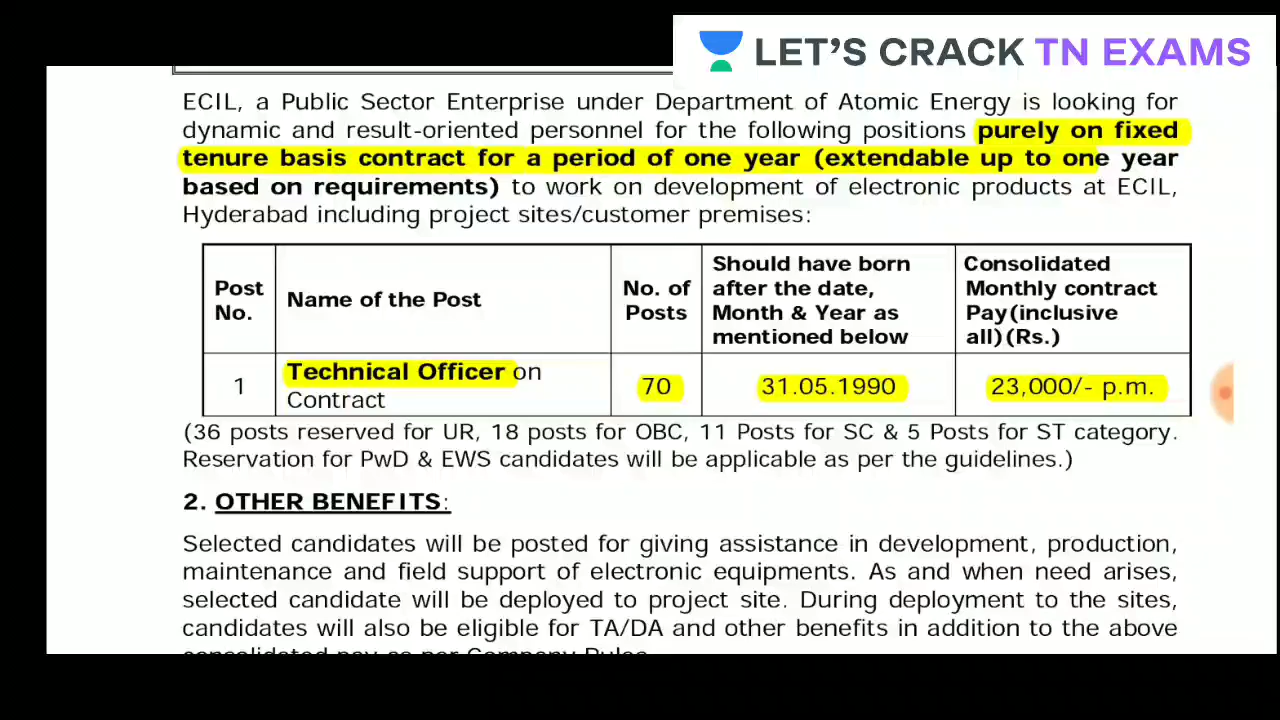 LET'S CRACK TN EXAMS
ECIL, a Public Sector Enterprise under Department of Atomic Energy is looking for
dynamic and result-oriented personnel for the following positions purely on fixed
tenure basis contract for a period of one year (extendable up to one year
based on requirements) to work on development of electronic products at ECIL,
Hyderabad including project sites/customer premises:
Post No.
Name of the Post
No. of Posts
Should have born
after the date,
Month & Year as
mentioned below
Consolidated
Monthly contract
Pay(inclusive
all)(Rs.)
1
Technical Officer on
Contract
70
31.05.1990
23,000/- p.m.
(36 posts reserved for UR, 18 posts for OBC, 11 Posts for SC & 5 Posts for ST category.
Reservation for PwD & EWS candidates will be applicable as per the guidelines.)
2. OTHER BENEFITS:
Selected candidates will be posted for giving assistance in development, production,
maintenance and field support of electronic equipments. As and when need arises,
selected candidate will be deployed to project site. During deployment to the sites,
candidates will also be eligible for TA/DA and other benefits in addition to the above
consolidated pay as per Company Rules